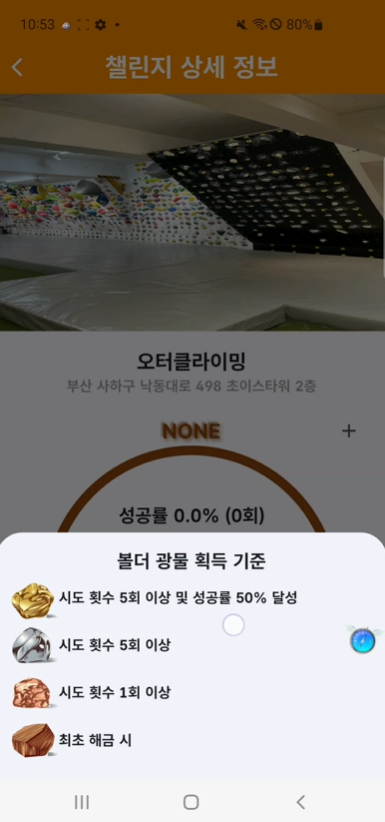 10:53
80%
챌린지 상세 정보
오터클라이밍
부산 사하구 낙동대로 498 초이스타워 2층
NONE
+
성공률 0.0% (0회)
볼더 광물 획득 기준
시도 횟수 5회 이상 및 성공률 50% 달성
시도 횟수 5회 이상
시도 횟수 1회 이상
최초 해금 시